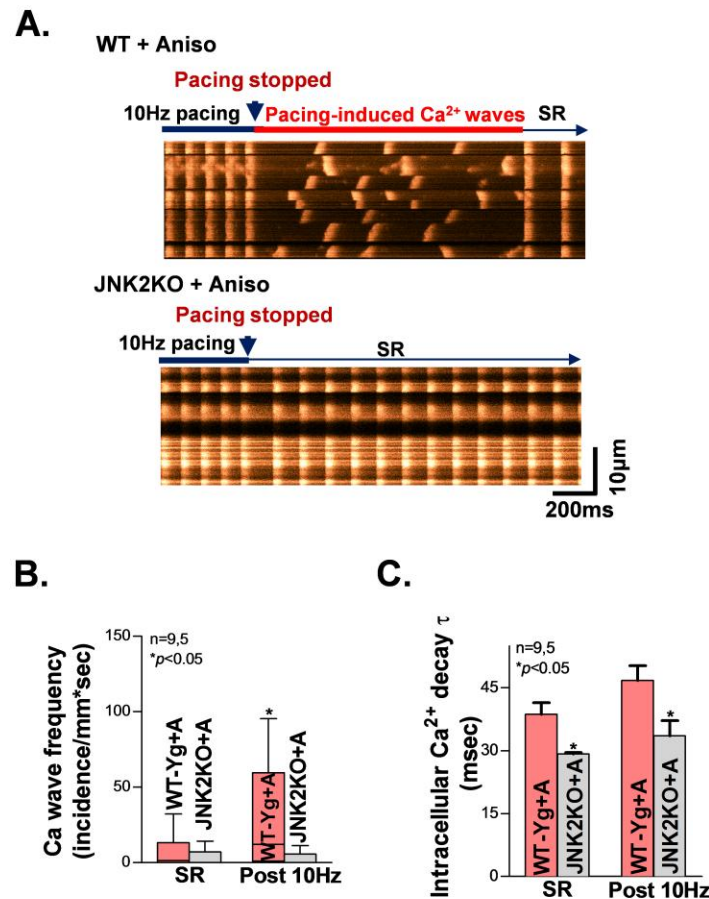 A.
WT + Aniso
Pacing stopped
10Hz pacing
Pacing-induced Ca²⁺ waves
SR
JNK2KO + Aniso
Pacing stopped
10Hz pacing
SR
10μm
200ms
B.
Ca wave frequency
(incidence/mm*sec)
150
100
50
0
n=9,5
*p<0.05
WT-Yg+A
JNK2KO+A
*
WT-Yg+A
JNK2KO+A
SR
Post 10Hz
C.
Intracellular Ca²⁺ decay τ
(msec)
45
30
15
0
n=9,5
*p<0.05
WT-Yg+A
*
JNK2KO+A
WT-Yg+A
*
JNK2KO+A
SR
Post 10Hz